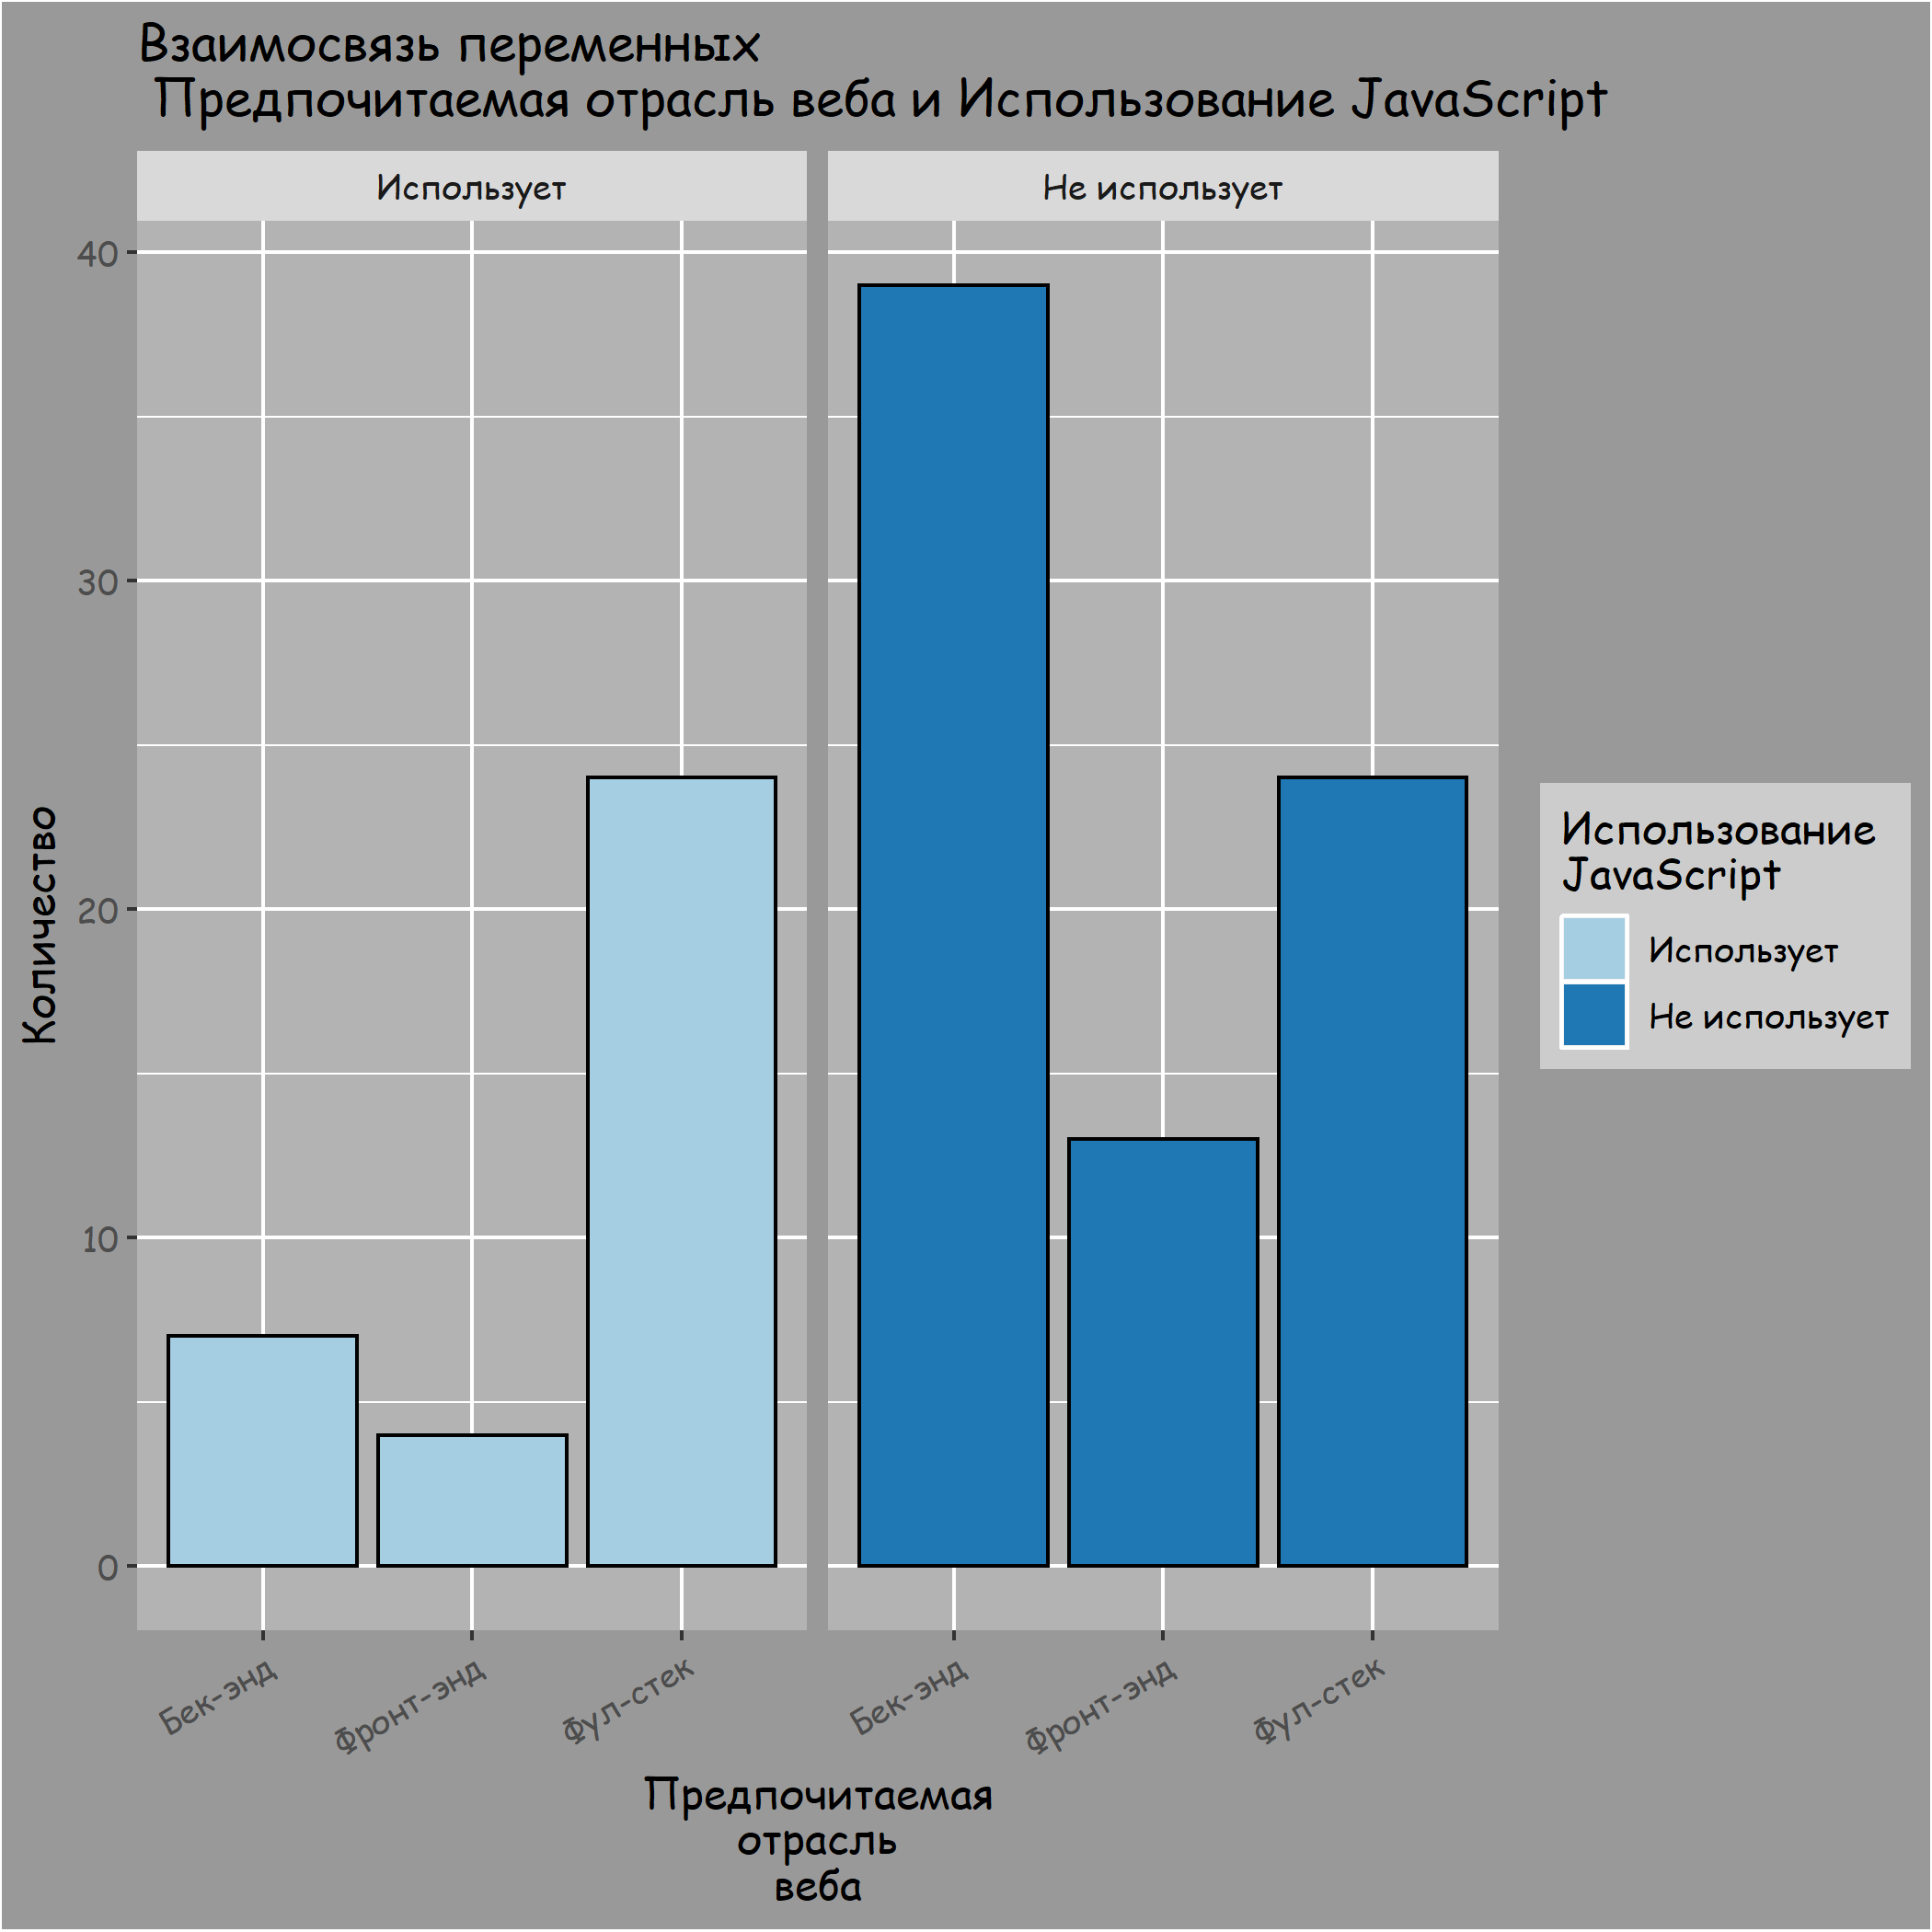 Взаимосвязь переменных
Предпочитаемая отрасль веба и Использование JavaScript
Использует
Не использует
40
30
20
10
0
Количество
Бек-энд
Фронт-энд
Фул-стек
Бек-энд
Фронт-энд
Фул-стек
Предпочитаемая
отрасль
веба
Использование
JavaScript
Использует
Не использует